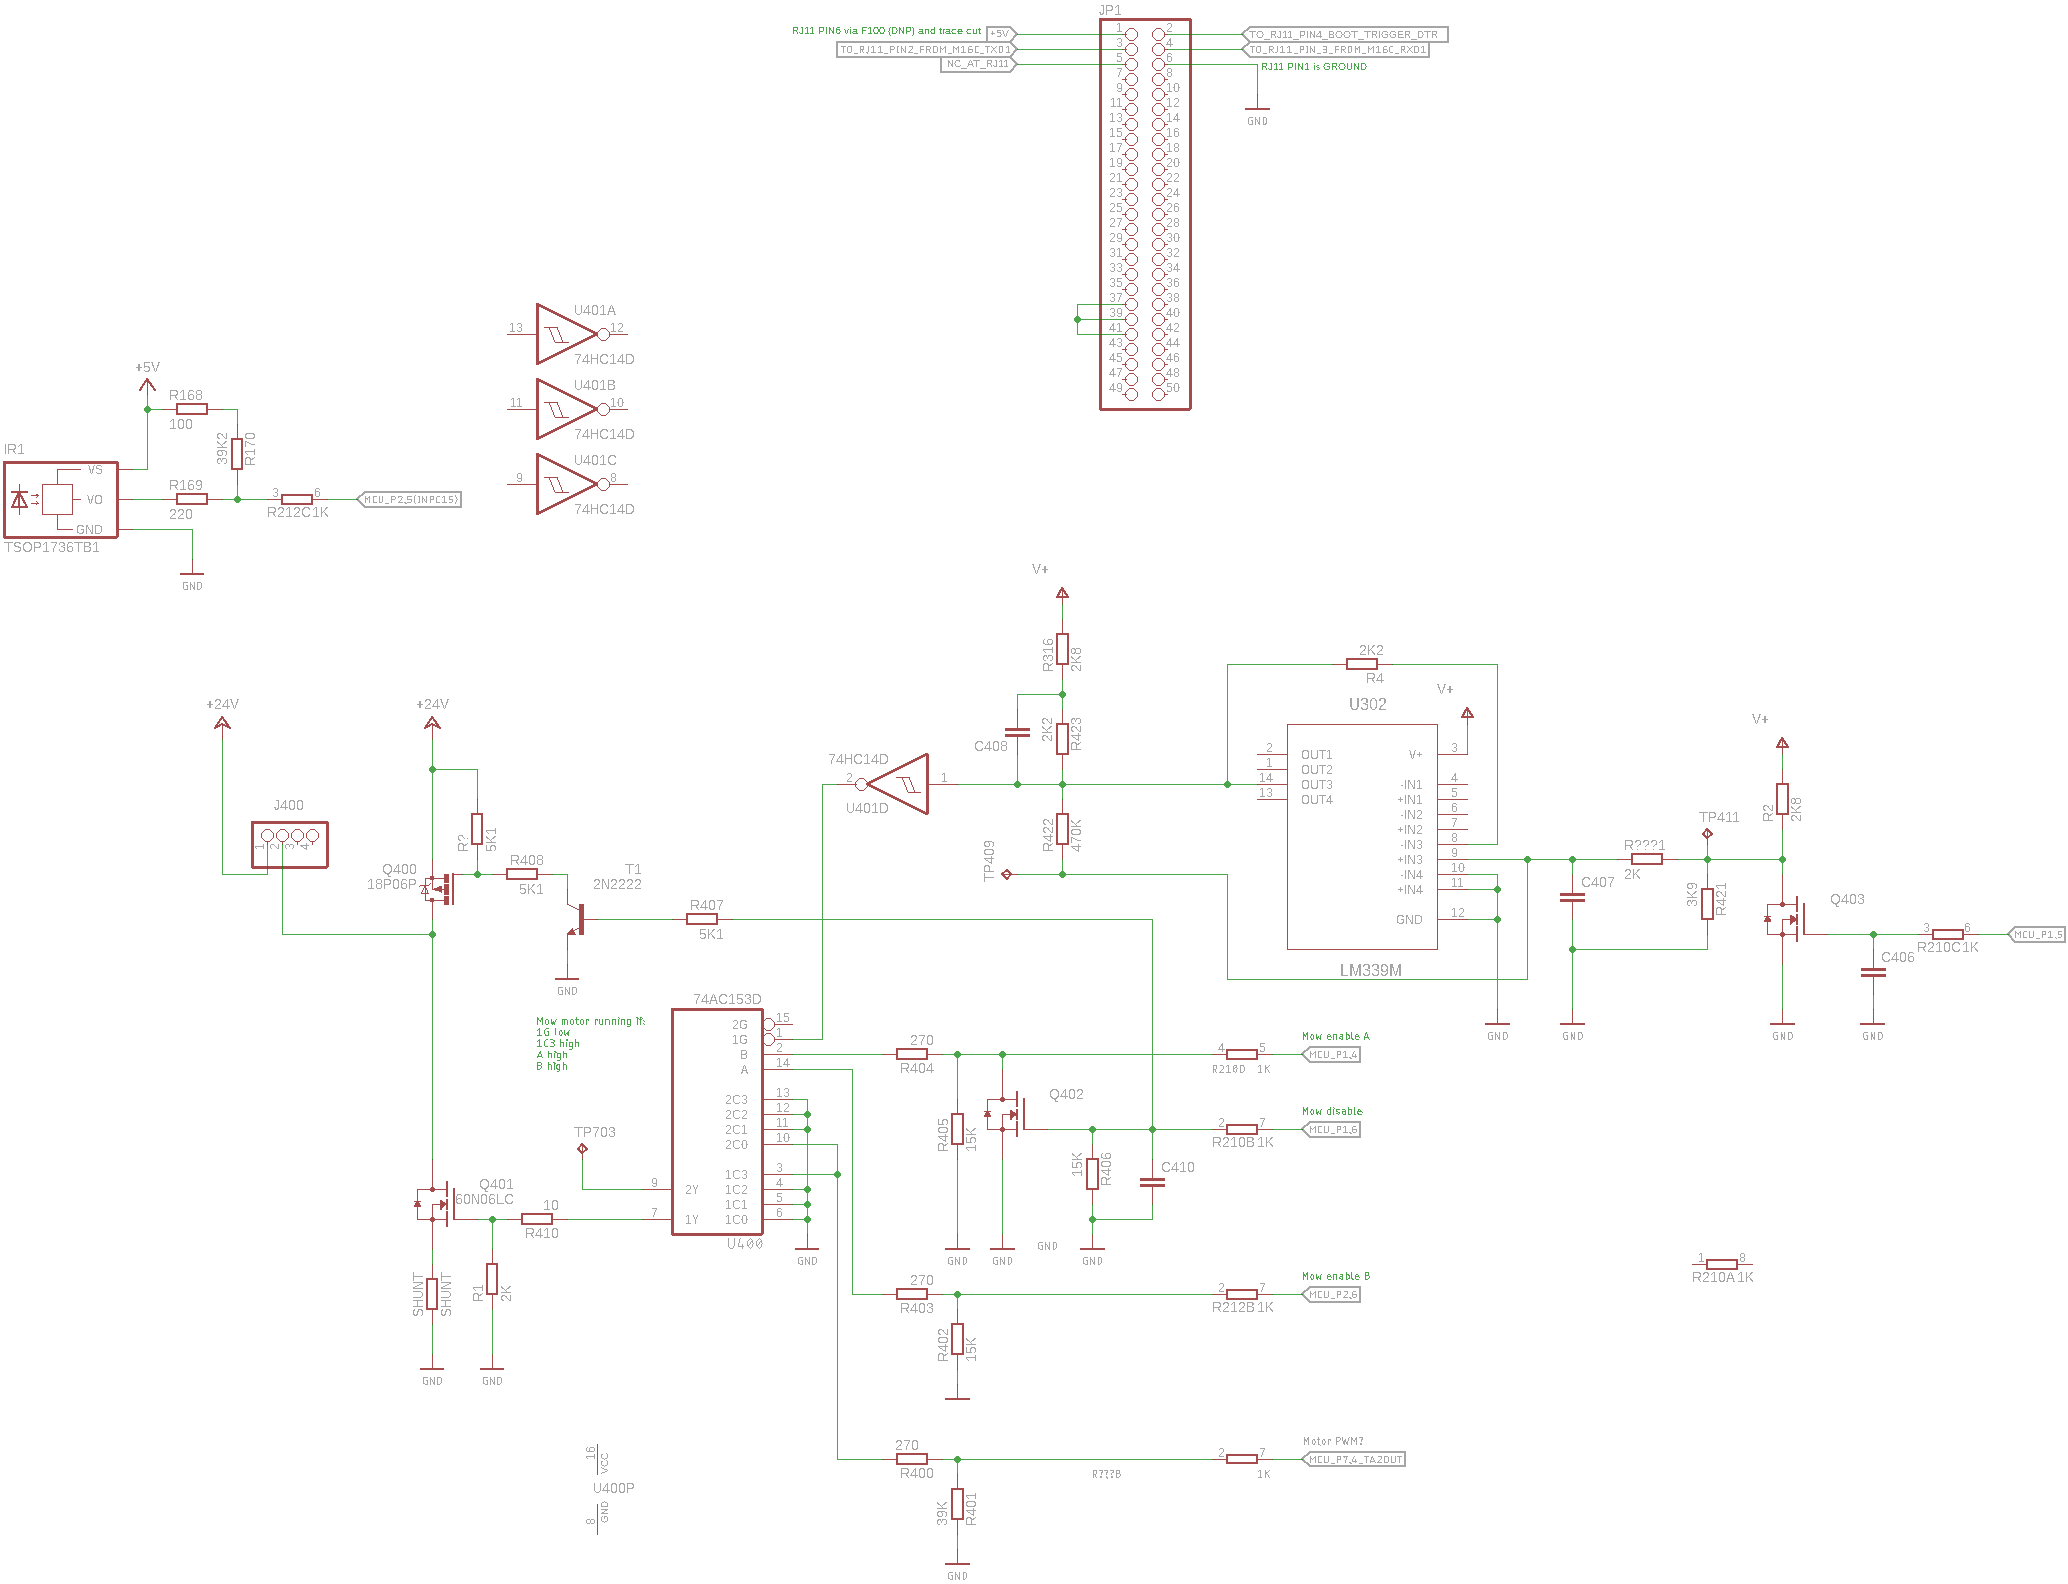 JP1
RJ11 PIN6 via F100 (DNP) and trace cut
+5V
TO_RJ11_PIN2_FRDM_M16C_TXD1
NC_AT_RJ11
TO_RJ11_PIN4_BOOT_TRIGGER_DTR
TO_RJ11_PIN_3_FRDM_M16C_RXD1
RJ11 PIN1 is GROUND
GND
1 2
3 4
5 6
7 8
9 10
11 12
13 14
15 16
17 18
19 20
21 22
23 24
25 26
27 28
29 30
31 32
33 34
35 36
37 38
39 40
41 42
43 44
45 46
47 48
49 50
U401A
13 12
74HC14D
U401B
11 10
74HC14D
U401C
9 8
74HC14D
+5V
R168
100
39K2
R170
IR1
VS
VO
GND
TSOP1736TB1
R169
220
3 6
R212C1K
MCU_P2.5(INPC15)
GND
V+
R316
2K8
C408
2K2
R423
74HC14D
2 1
U401D
R422
470K
TP409
2K2
R4
U302
V+
2 OUT1
1 OUT2
14 OUT3
13 OUT4
V+ 3
-IN1 4
+IN1 5
-IN2 6
+IN2 7
-IN3 8
+IN3 9
-IN4 10
+IN4 11
GND 12
LM339M
GND
R???1
2K
C407
GND
TP411
3K9
R421
V+
R2
2K8
Q403
GND
C406
GND
3 6
R210C1K
MCU_P1.5
+24V
+24V
J400
1 2 3 4
R?
5K1
Q400
18P06P
R408
5K1
T1
2N2222
GND
R407
5K1
74AC153D
Mow motor running if:
1G low
1C3 high
A high
B high
2G 15
1G 1
B 2
A 14
2C3 13
2C2 12
2C1 11
2C0 10
1C3 3
1C2 4
1C1 5
1C0 6
9 2Y
7 1Y
U400
GND
TP703
Q401
60N06LC
10
R410
SHUNT
SHUNT
R1
2K
GND
GND
270
R404
R405
15K
GND
Q402
GND
GND
15K
R406
GND
C410
Mow enable A
4 5
R210D 1K
MCU_P1.4
Mow disable
2 7
R210B 1K
MCU_P1.6
Mow enable B
2 7
R212B 1K
MCU_P2.6
270
R403
R402
15K
1 8
R210A1K
270
R400
39K
R401
GND
Motor PWM?
2 7
R???B 1K
MCU_P7.4_TA2OUT
16
VCC
U400P
8
GND